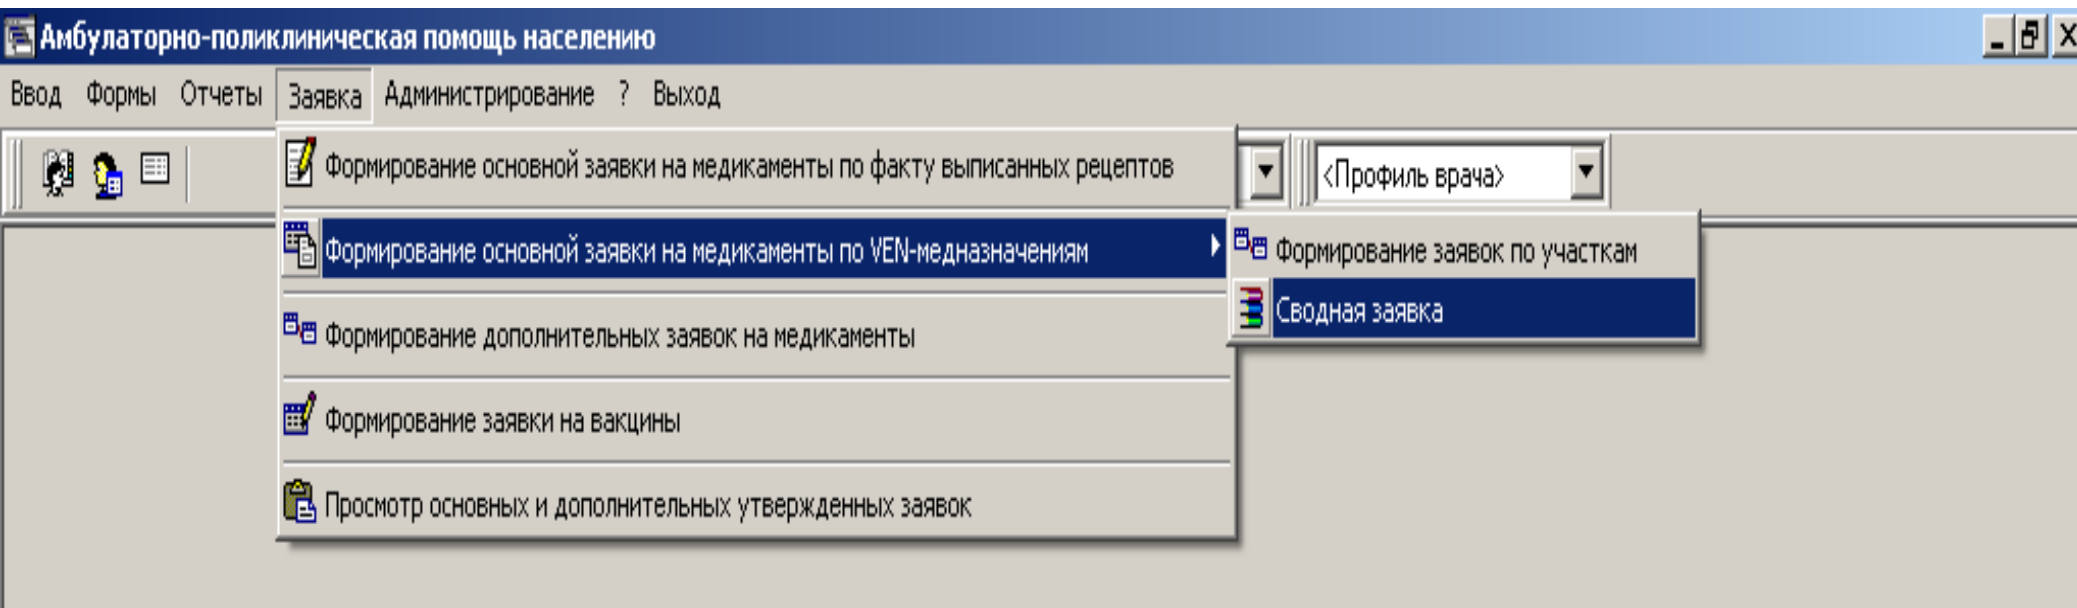 Амбулаторно-поликлиническая помощь населению
Ввод Формы Отчеты Заявка Администрирование ? Выход
Формирование основной заявки на медикаменты по факту выписанных рецептов
<Профиль врача>
Формирование основной заявки на медикаменты по VEN-медназначениям
Формирование заявок по участкам
Сводная заявка
Формирование дополнительных заявок на медикаменты
Формирование заявки на вакцины
Просмотр основных и дополнительных утвержденных заявок